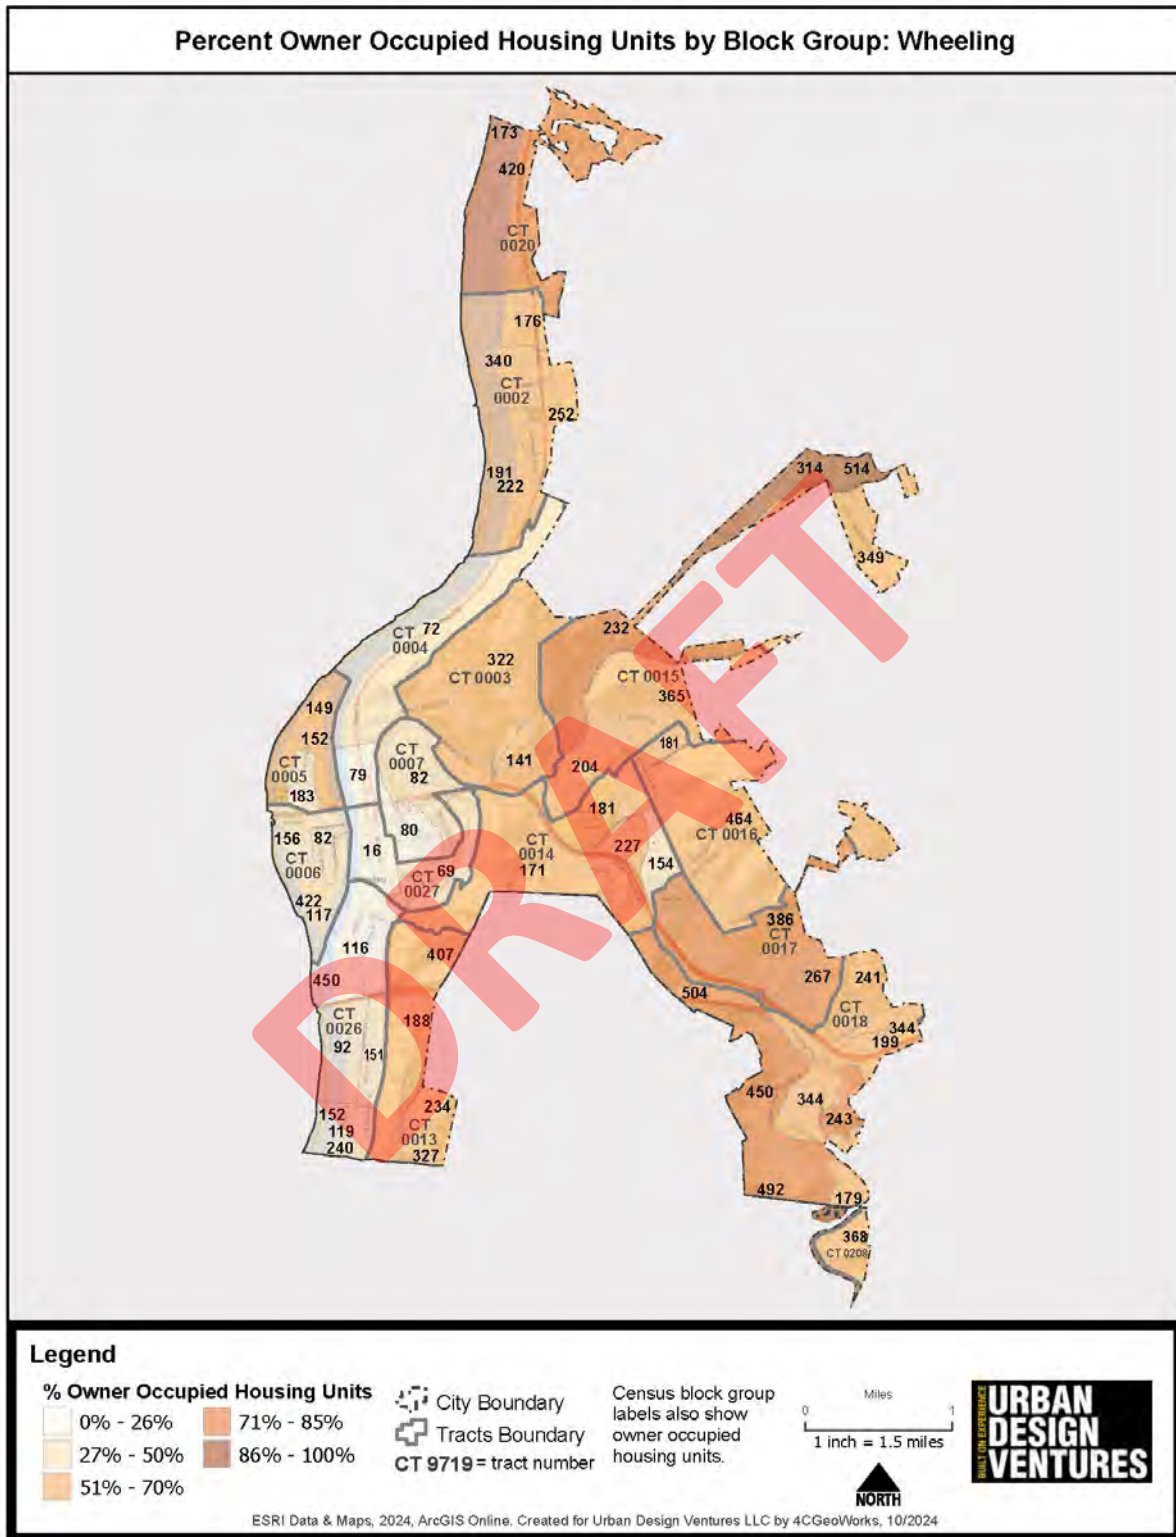 Percent Owner Occupied Housing Units by Block Group: Wheeling
173
420
CT
0020
176
340
CT
0002
252
191
222
314 514
349
72
CT
0004
232
322
CT 0003
CT 0015
365
149
152
CT
0005
183
79
CT
0007
82
141
204
181
181
464
CT 0016
156 82
CT
0006
80
16
227
154
CT
0014
171
69
CT
0027
422
117
386
CT
0017
116
407
450
267
241
504
CT
0018
344
199
188
CT
0026
92
151
450
344
243
234
152
119
240
CT
0013
327
492
179
368
CT 0208
DRAFT
Legend
% Owner Occupied Housing Units
0% - 26%
27% - 50%
51% - 70%
71% - 85%
86% - 100%
City Boundary
Tracts Boundary
CT 9719 = tract number
Census block group
labels also show
owner occupied
housing units.
Miles
0 1
1 inch = 1.5 miles
NORTH
BUILT ON EXPERIENCE
URBAN
DESIGN
VENTURES
ESRI Data & Maps, 2024, ArcGIS Online. Created for Urban Design Ventures LLC by 4CGeoWorks, 10/2024